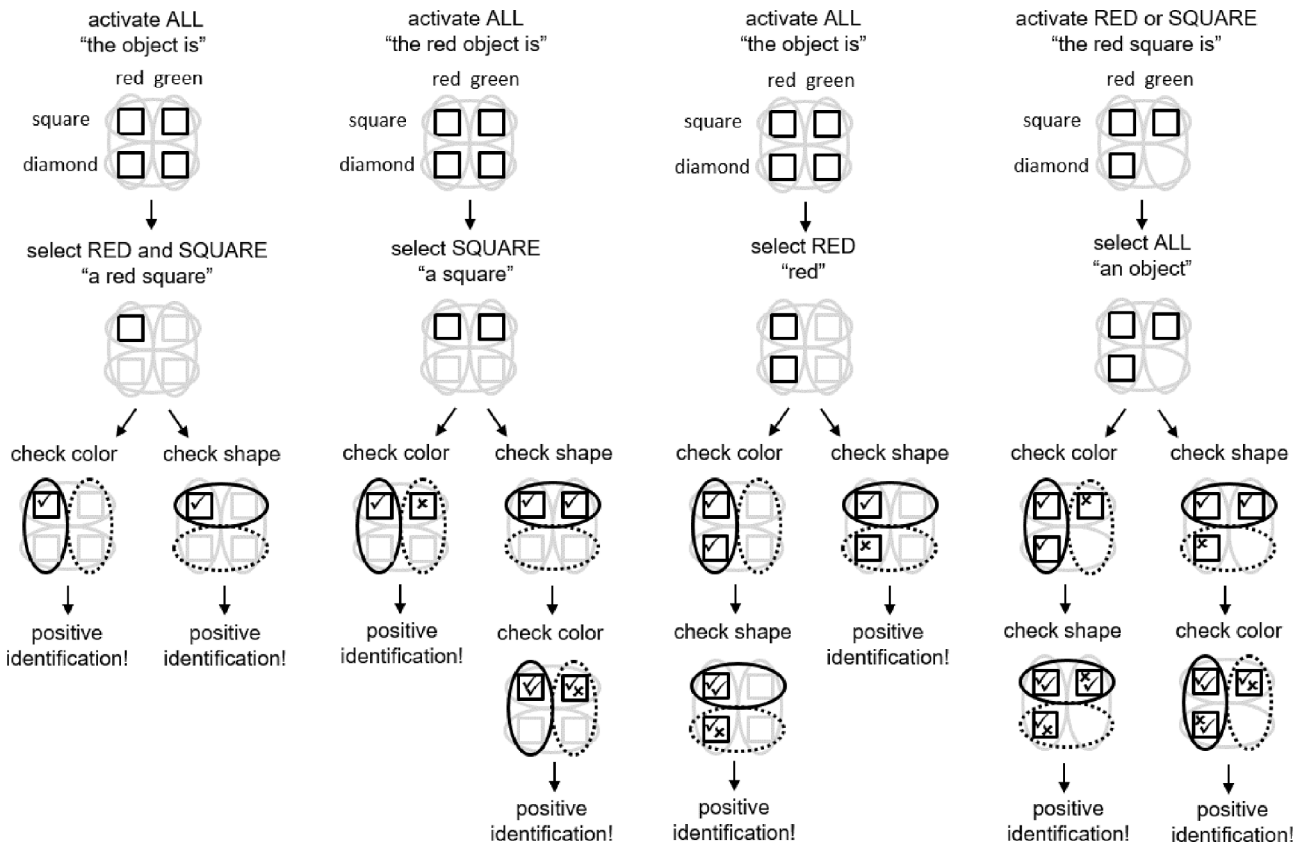 activate ALL
“the object is”
red green
square
diamond
select RED and SQUARE
“a red square”
check color
check shape
positive
identification!
positive
identification!
activate ALL
“the red object is”
red green
square
diamond
select SQUARE
“a square”
check color
check shape
positive
identification!
check color
positive
identification!
activate ALL
“the object is”
red green
square
diamond
select RED
“red”
check color
check shape
check shape
positive
identification!
positive
identification!
activate RED or SQUARE
“the red square is”
red green
square
diamond
select ALL
“an object”
check color
check shape
check shape
check color
positive
identification!
positive
identification!